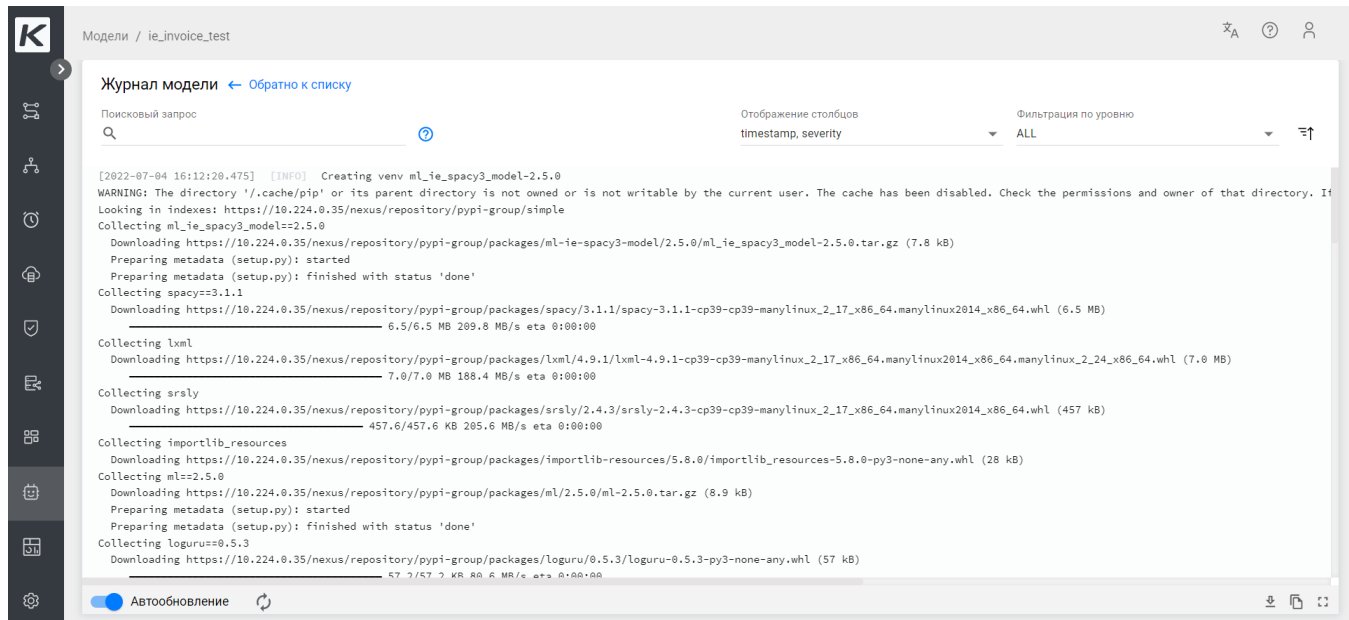 K
Модели / ie_invoice_test
Журнал модели ← Обратно к списку
Поисковый запрос
Отображение столбцов
timestamp, severity
Фильтрация по уровню
ALL
[2022-07-04 16:12:20.475] [INFO] Creating venv ml_ie_spacy3_model-2.5.0
WARNING: The directory '/.cache/pip' or its parent directory is not owned or is not writable by the current user. The cache has been disabled. Check the permissions and owner of that directory. If
Looking in indexes: https://10.224.0.35/nexus/repository/pypi-group/simple
Collecting ml_ie_spacy3_model==2.5.0
Downloading https://10.224.0.35/nexus/repository/pypi-group/packages/ml-ie-spacy3-model/2.5.0/ml_ie_spacy3_model-2.5.0.tar.gz (7.8 kB)
Preparing metadata (setup.py): started
Preparing metadata (setup.py): finished with status 'done'
Collecting spacy==3.1.1
Downloading https://10.224.0.35/nexus/repository/pypi-group/packages/spacy/3.1.1/spacy-3.1.1-cp39-cp39-manylinux_2_17_x86_64.manylinux2014_x86_64.whl (6.5 MB)
6.5/6.5 MB 209.8 MB/s eta 0:00:00
Collecting lxml
Downloading https://10.224.0.35/nexus/repository/pypi-group/packages/lxml/4.9.1/lxml-4.9.1-cp39-cp39-manylinux_2_17_x86_64.manylinux2014_x86_64.manylinux_2_24_x86_64.whl (7.0 MB)
7.0/7.0 MB 188.4 MB/s eta 0:00:00
Collecting srsly
Downloading https://10.224.0.35/nexus/repository/pypi-group/packages/srsly/2.4.3/srsly-2.4.3-cp39-cp39-manylinux_2_17_x86_64.manylinux2014_x86_64.whl (457 kB)
457.6/457.6 KB 205.6 MB/s eta 0:00:00
Collecting importlib_resources
Downloading https://10.224.0.35/nexus/repository/pypi-group/packages/importlib-resources/5.8.0/importlib_resources-5.8.0-py3-none-any.whl (28 kB)
Collecting ml==2.5.0
Downloading https://10.224.0.35/nexus/repository/pypi-group/packages/ml/2.5.0/ml-2.5.0.tar.gz (8.9 kB)
Preparing metadata (setup.py): started
Preparing metadata (setup.py): finished with status 'done'
Collecting loguru==0.5.3
Downloading https://10.224.0.35/nexus/repository/pypi-group/packages/loguru/0.5.3/loguru-0.5.3-py3-none-any.whl (57 kB)
57.2/57.2 KB 80.6 MB/s eta 0:00:00
Автообновление